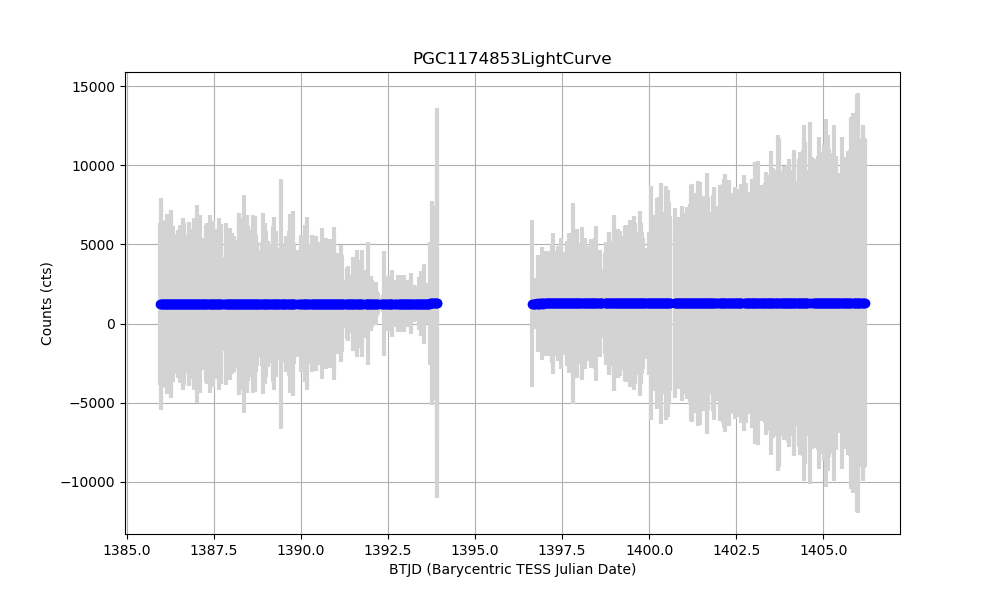 PGC1174853LightCurve
15000
10000
5000
0
−5000
−10000
Counts (cts)
1385.0 1387.5 1390.0 1392.5 1395.0 1397.5 1400.0 1402.5 1405.0
BTJD (Barycentric TESS Julian Date)